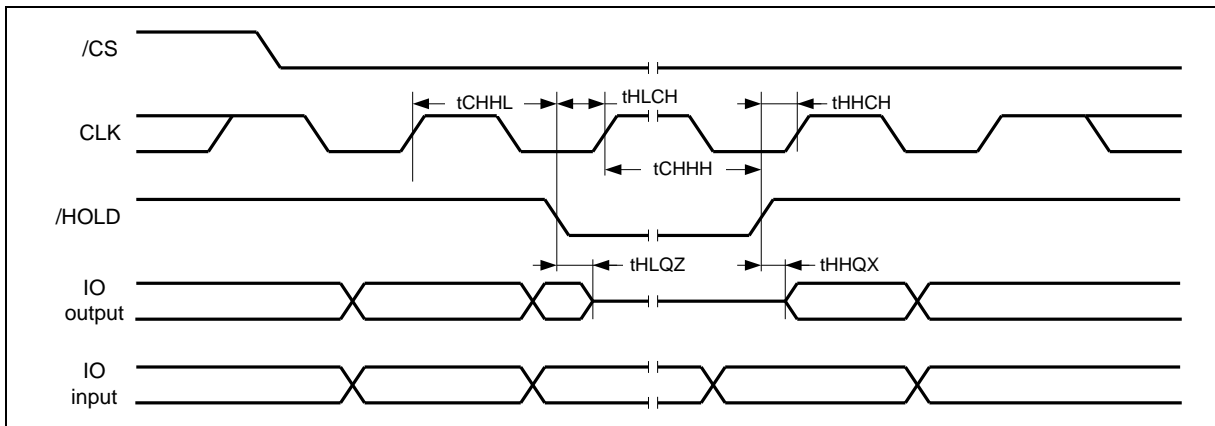 /CS
tCHHL
tHLCH
tHHCH
CLK
tCHHH
/HOLD
tHLQZ
tHHQX
IO
output
IO
input